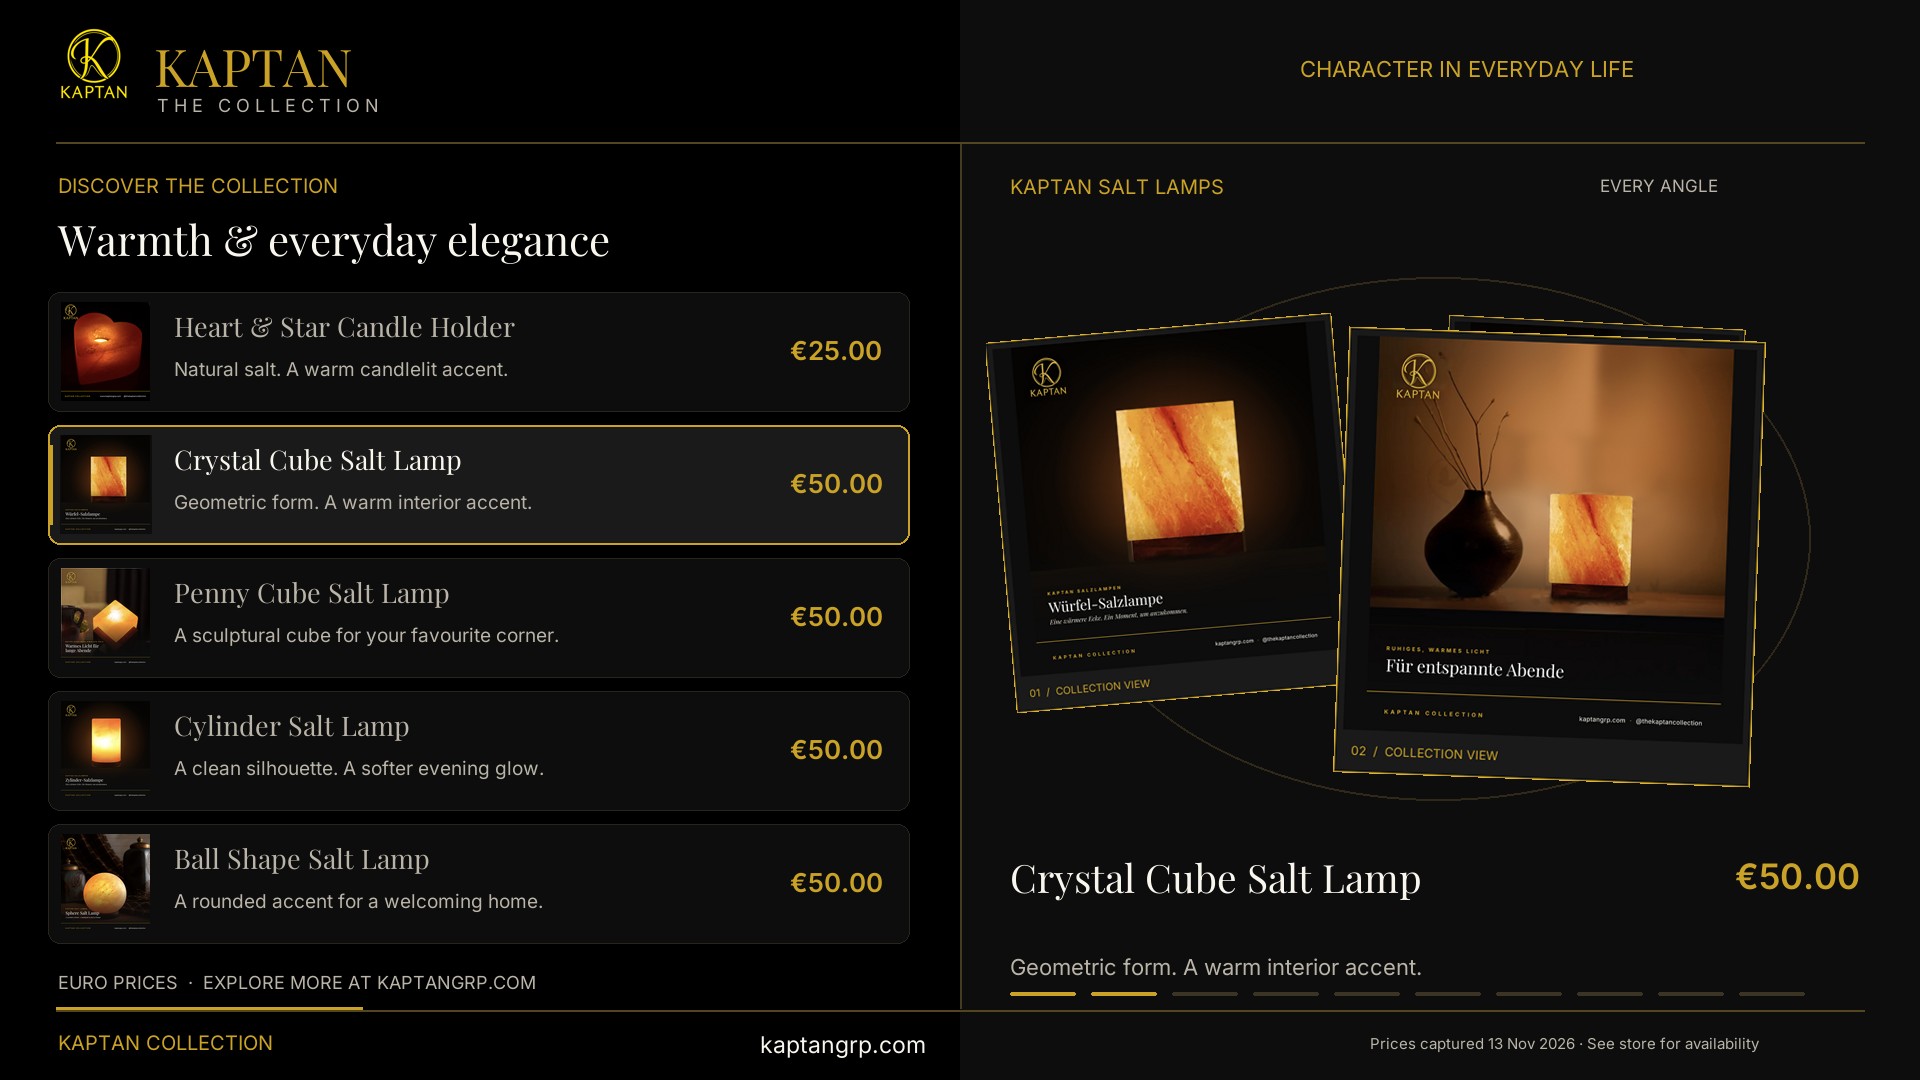 KAPTAN
KAPTAN
THE COLLECTION
CHARACTER IN EVERYDAY LIFE
DISCOVER THE COLLECTION
Warmth & everyday elegance
Heart & Star Candle Holder
Natural salt. A warm candlelit accent.
€25.00
Crystal Cube Salt Lamp
Geometric form. A warm interior accent.
€50.00
Penny Cube Salt Lamp
A sculptural cube for your favourite corner.
€50.00
Cylinder Salt Lamp
A clean silhouette. A softer evening glow.
€50.00
Ball Shape Salt Lamp
A rounded accent for a welcoming home.
€50.00
EURO PRICES · EXPLORE MORE AT KAPTANGRP.COM
KAPTAN SALT LAMPS
EVERY ANGLE
KAPTAN
KAPTAN SALZLAMPEN
Würfel-Salzlampe
Eine wärmere Ecke. Ein Moment, um anzukommen.
KAPTAN COLLECTION
kaptangrp.com · @thekaptancollection
01 / COLLECTION VIEW
KAPTAN
RUHIGES, WARMES LICHT
Für entspannte Abende
KAPTAN COLLECTION
kaptangrp.com · @thekaptancollection
02 / COLLECTION VIEW
Crystal Cube Salt Lamp
€50.00
Geometric form. A warm interior accent.
KAPTAN COLLECTION
kaptangrp.com
Prices captured 13 Nov 2026 · See store for availability